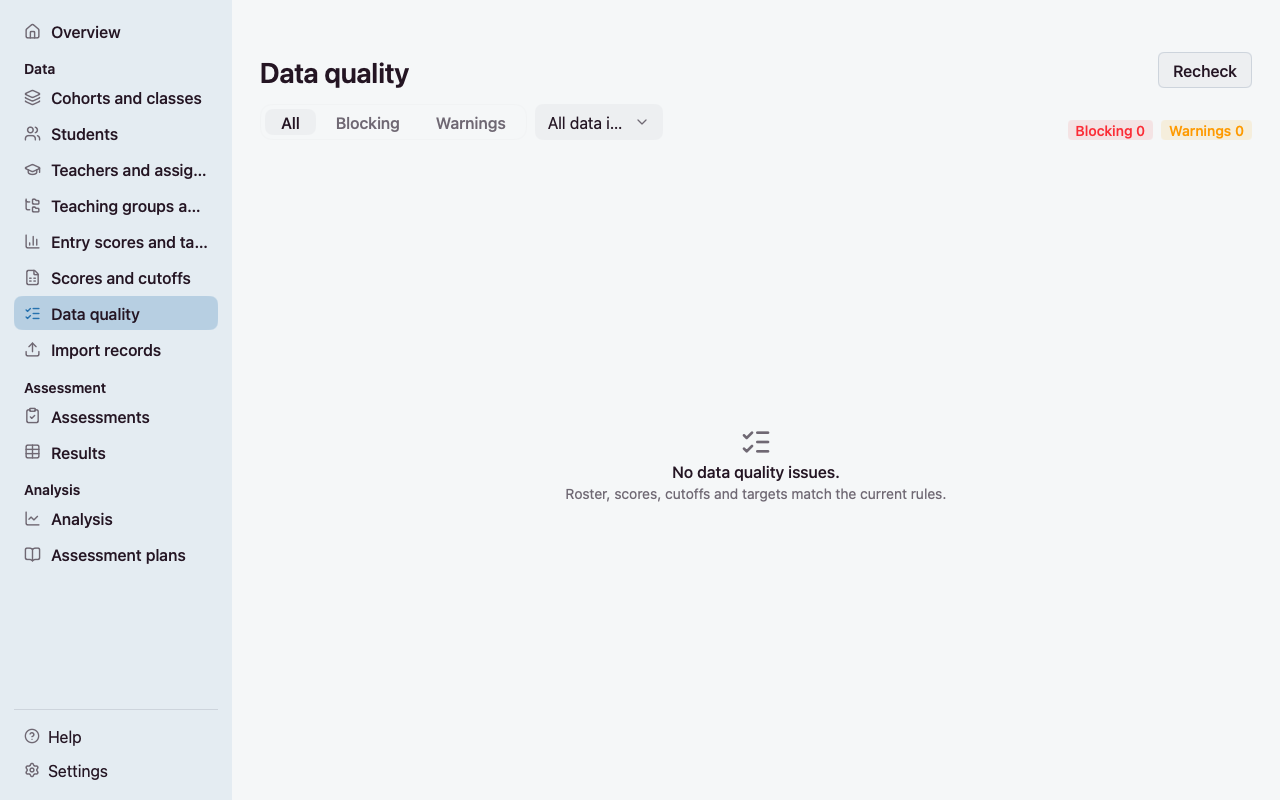 Overview
Data
Cohorts and classes
Students
Teachers and assig...
Teaching groups a...
Entry scores and ta...
Scores and cutoffs
Data quality
Import records
Assessment
Assessments
Results
Analysis
Analysis
Assessment plans
Help
Settings
Data quality
Recheck
All
Blocking
Warnings
All data i...
Blocking 0
Warnings 0
No data quality issues.
Roster, scores, cutoffs and targets match the current rules.